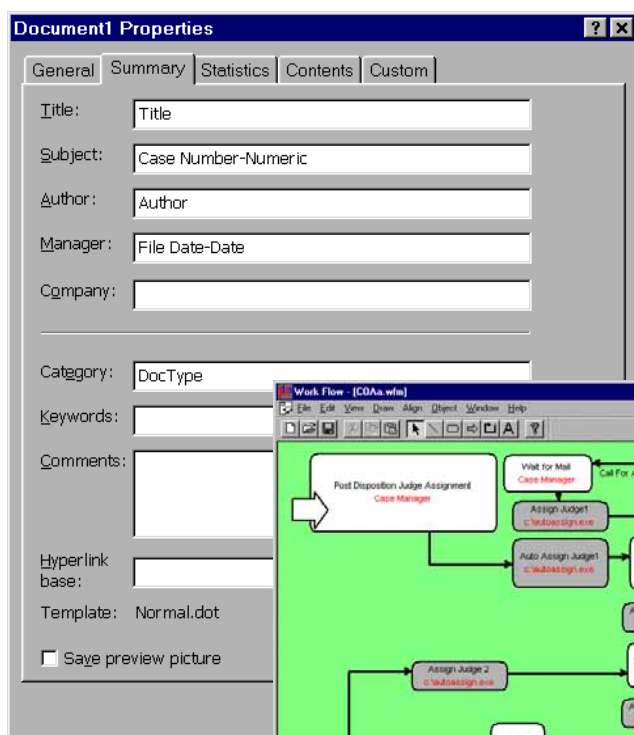 Document1 Properties
General Summary Statistics Contents Custom
Title: Title
Subject: Case Number-Numeric
Author: Author
Manager: File Date-Date
Company:
Category: DocType
Keywords:
Comments:
Hyperlink
base:
Template: Normal.dot
Save preview picture
Work Flow - [COAa.wfm]
File Edit View Draw Align Object Window Help
Post Disposition Judge Assignment
Case Manager
Wait for Mail
Case Manager
Call For
Assign Judge1
c:\autoassign.exe
Auto Assign Judge1
c:\autoassign.exe
Assign Judge 2
c:\autoassign.exe